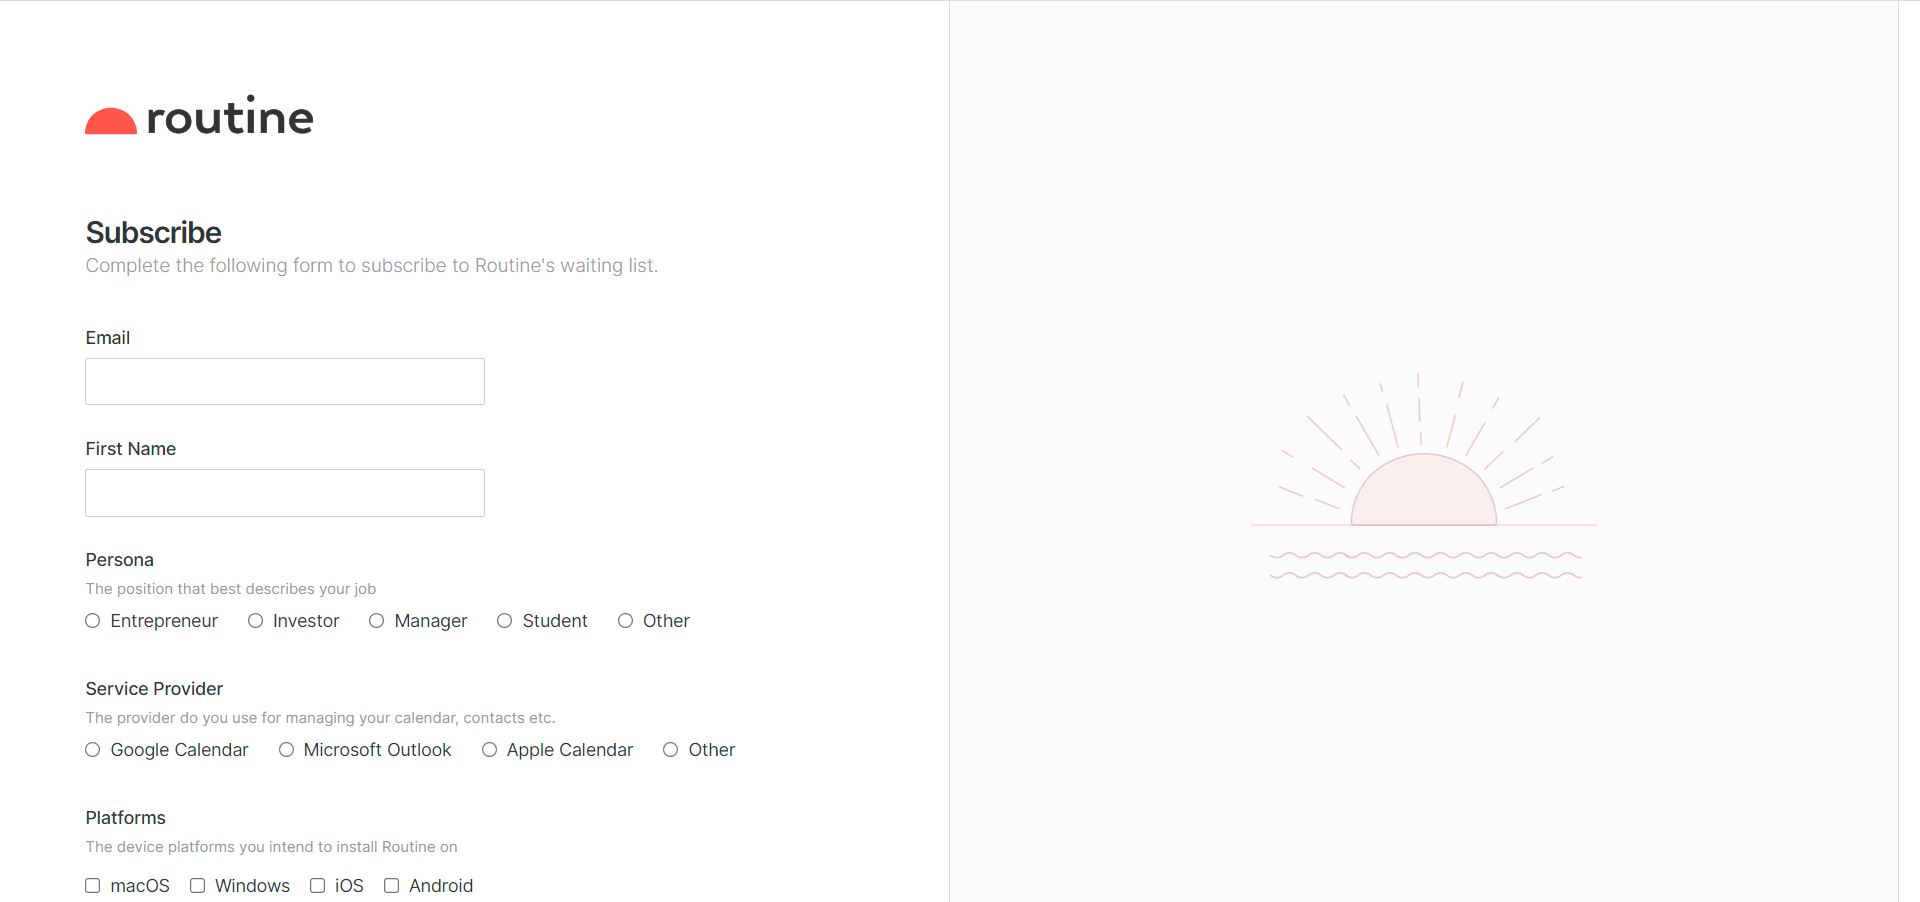 routine
Subscribe
Complete the following form to subscribe to Routine's waiting list.
Email
First Name
Persona
The position that best describes your job
Entrepreneur Investor Manager Student Other
Service Provider
The provider do you use for managing your calendar, contacts etc.
Google Calendar Microsoft Outlook Apple Calendar Other
Platforms
The device platforms you intend to install Routine on
macOS Windows iOS Android